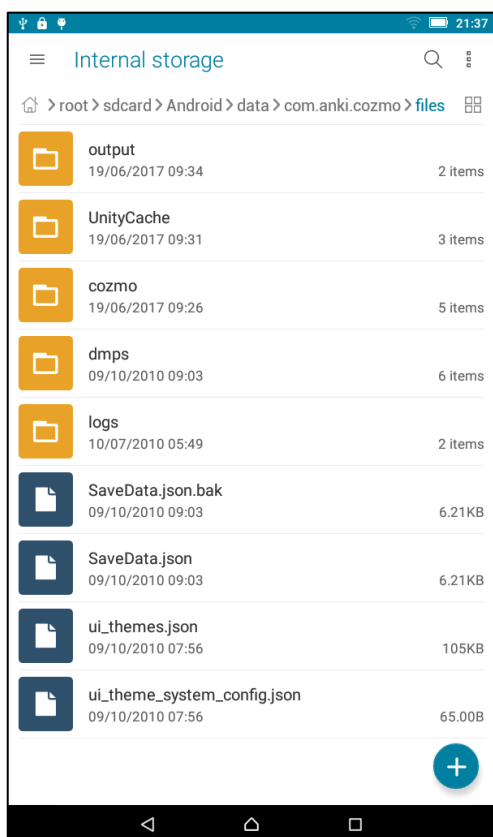 21:37
Internal storage
root > sdcard > Android > data > com.anki.cozmo > files
output
19/06/2017 09:34 2 items
UnityCache
19/06/2017 09:31 3 items
cozmo
19/06/2017 09:26 5 items
dmps
09/10/2010 09:03 6 items
logs
10/07/2010 05:49 2 items
SaveData.json.bak
09/10/2010 09:03 6.21KB
SaveData.json
09/10/2010 09:03 6.21KB
ui_themes.json
09/10/2010 07:56 105KB
ui_theme_system_config.json
09/10/2010 07:56 65.00B